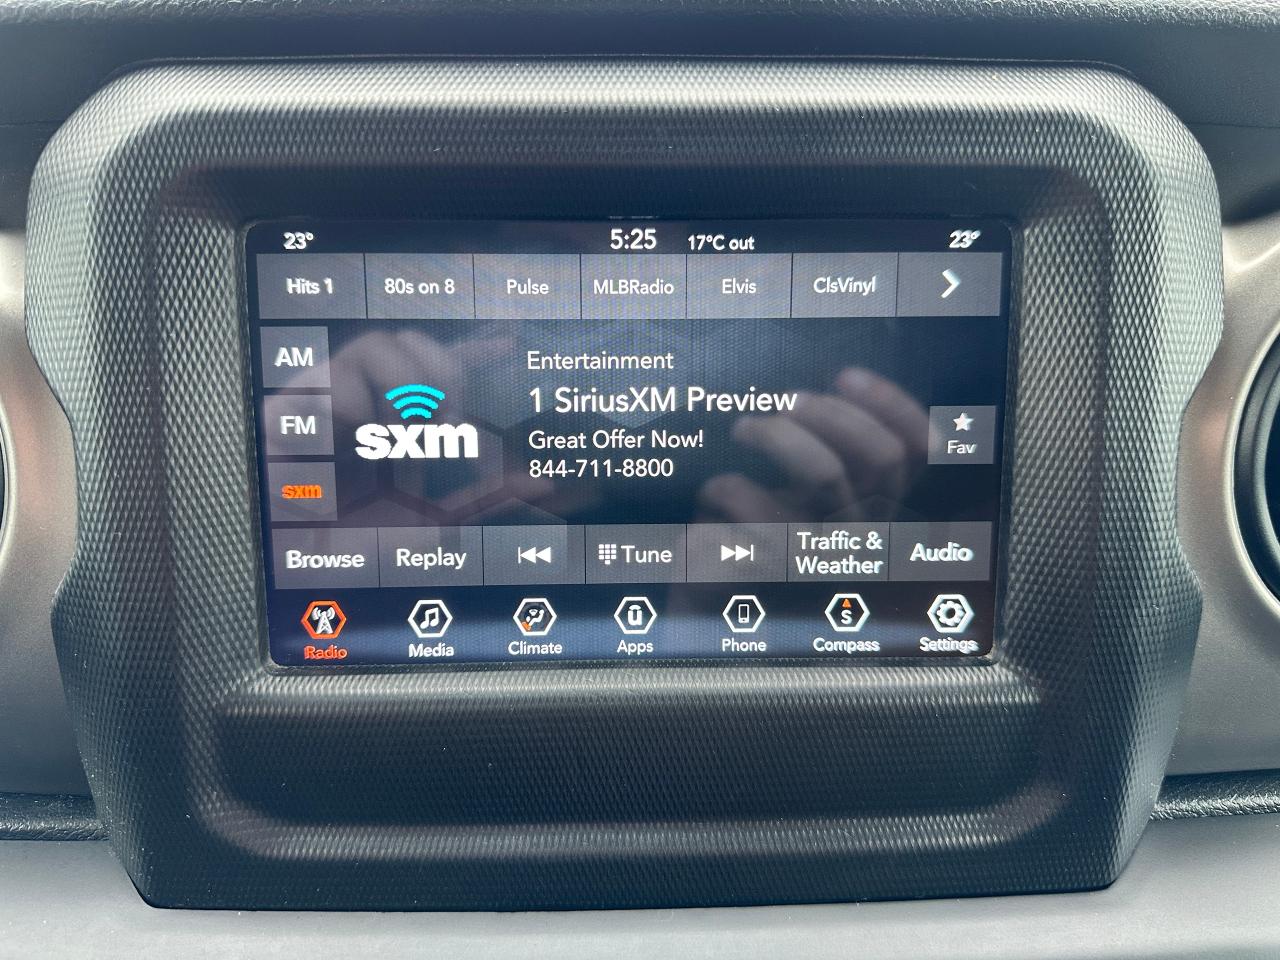 23° 5:25 17°C out 23°
Hits 1 80s on 8 Pulse MLBRadio Elvis ClsVinyl
AM
FM
sxm
sxm
Entertainment
1 SiriusXM Preview
Great Offer Now!
844-711-8800
Fav
Browse Replay Tune Traffic & Weather Audio
Radio Media Climate ū Apps Phone S Compass Settings